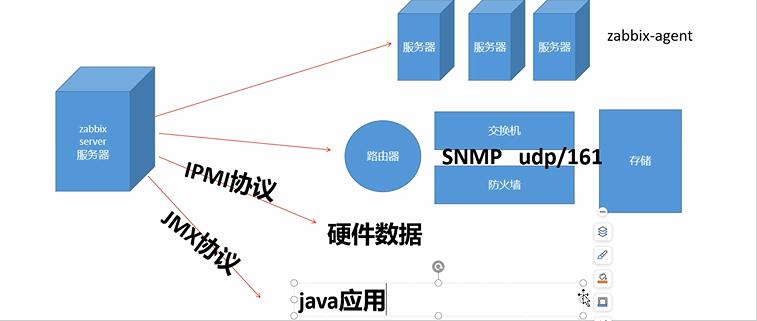 服务器 服务器 服务器 zabbix-agent
zabbix
server
服务器
路由器
交换机
SNMP udp/161
防火墙
存储
IPMI协议
硬件数据
JMX协议
java应用